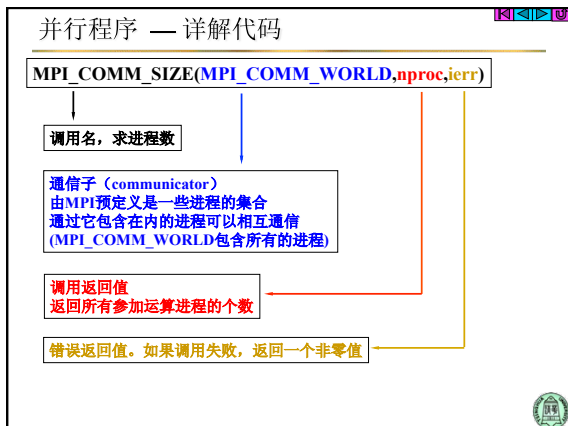 并行程序 — 详解代码
MPI_COMM_SIZE(MPI_COMM_WORLD,nproc,ierr)
调用名，求进程数
通信子（communicator）
由MPI预定义是一些进程的集合
通过它包含在内的进程可以相互通信
(MPI_COMM_WORLD包含所有的进程)
调用返回值
返回所有参加运算进程的个数
错误返回值。如果调用失败，返回一个非零值